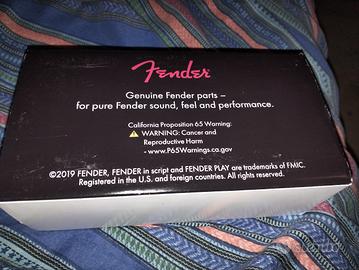 Fender
Genuine Fender parts –
for pure Fender sound, feel and performance.
California Proposition 65 Warning:
WARNING: Cancer and
Reproductive Harm
- www.P65Warnings.ca.gov
©2019 FENDER, FENDER in script and FENDER PLAY are trademarks of FMIC.
Registered in the U.S. and foreign countries. All rights reserved.